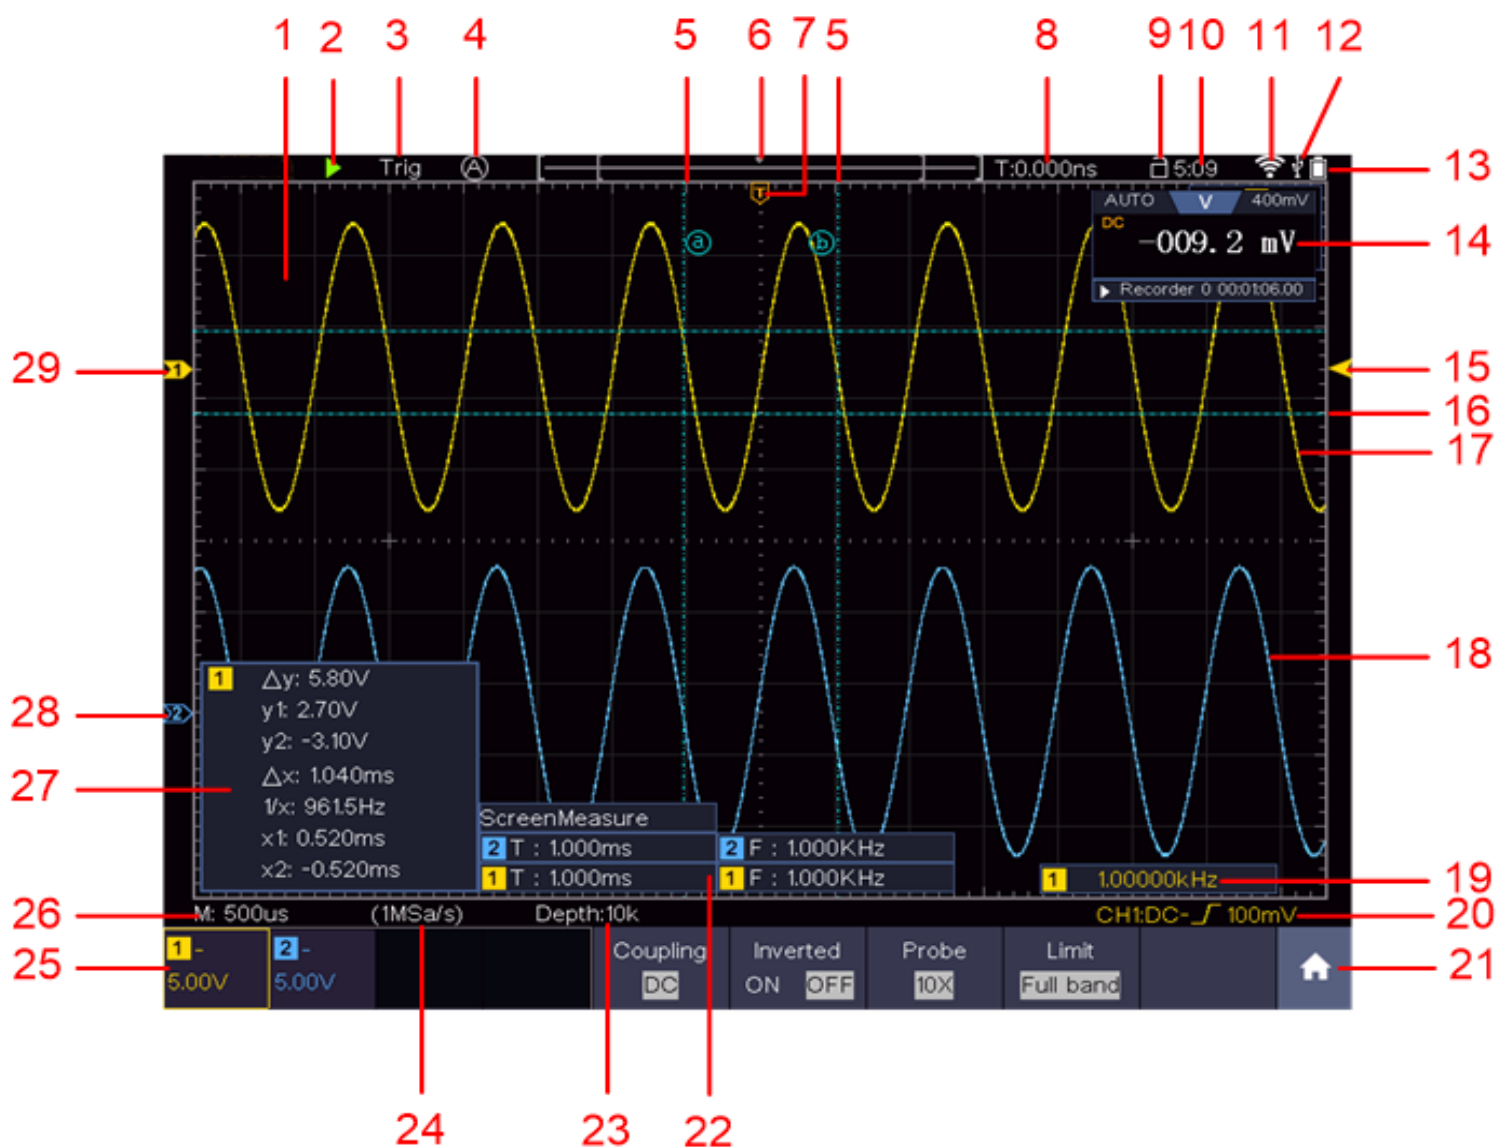 1 2 3 4 5 6 7 5 8 9 10 11 12
Trig A T:0.000ns 5:09
13
T
AUTO V 400mV
DC
-009.2 mV
14
a b
Recorder 0 00:01:06.00
29
1
15
16
17
18
1 △y: 5.80V
y1: 2.70V
28
2
y2: -3.10V
27
△x: 1.040ms
1/x: 961.5Hz
x1: 0.520ms
x2: -0.520ms
ScreenMeasure
2 T : 1.000ms 2 F : 1.000KHz
1 T : 1.000ms 1 F : 1.000KHz
1 1.00000kHz
19
26
M: 500us (1MSa/s) Depth:10k CH1:DC- 100mV
20
25
1 - 2 - Coupling Inverted Probe Limit
5.00V 5.00V DC ON OFF 10X Full band
21
24 23 22